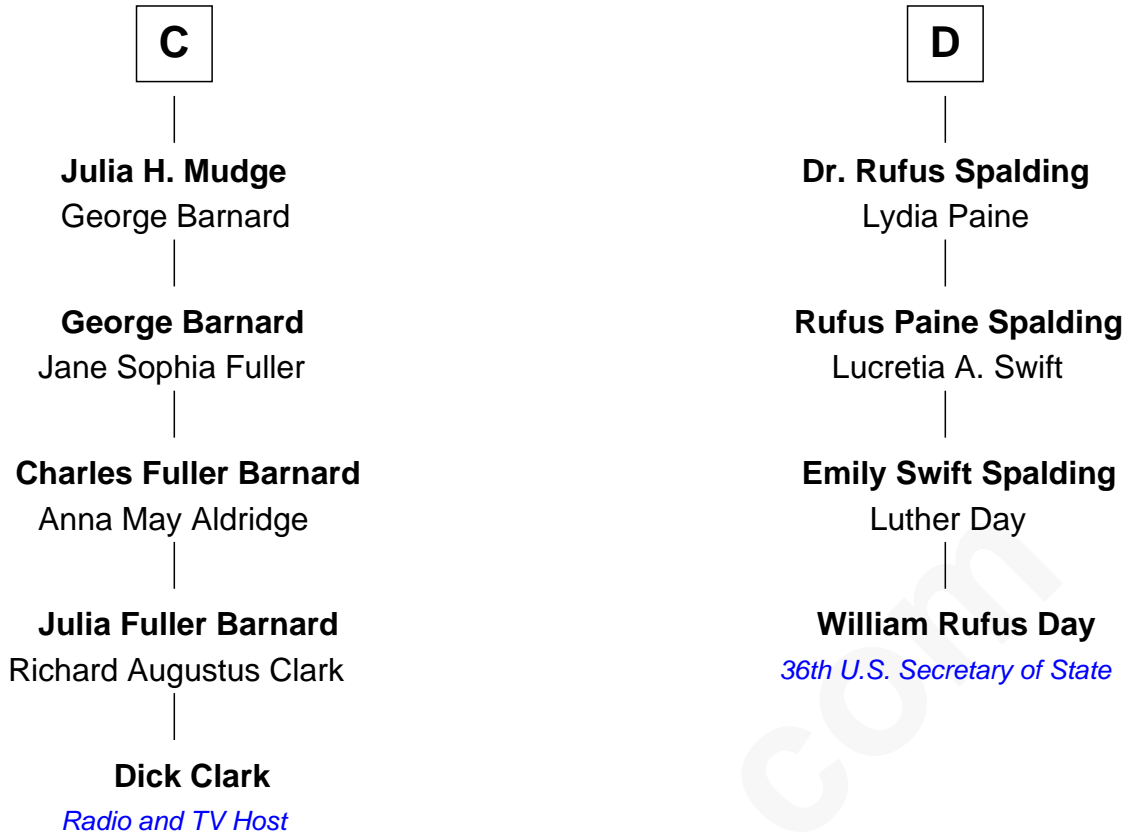 C
Julia H. Mudge
George Barnard
George Barnard
Jane Sophia Fuller
Charles Fuller Barnard
Anna May Aldridge
Julia Fuller Barnard
Richard Augustus Clark
Dick Clark
Radio and TV Host
D
Dr. Rufus Spalding
Lydia Paine
Rufus Paine Spalding
Lucretia A. Swift
Emily Swift Spalding
Luther Day
William Rufus Day
36th U.S. Secretary of State
com